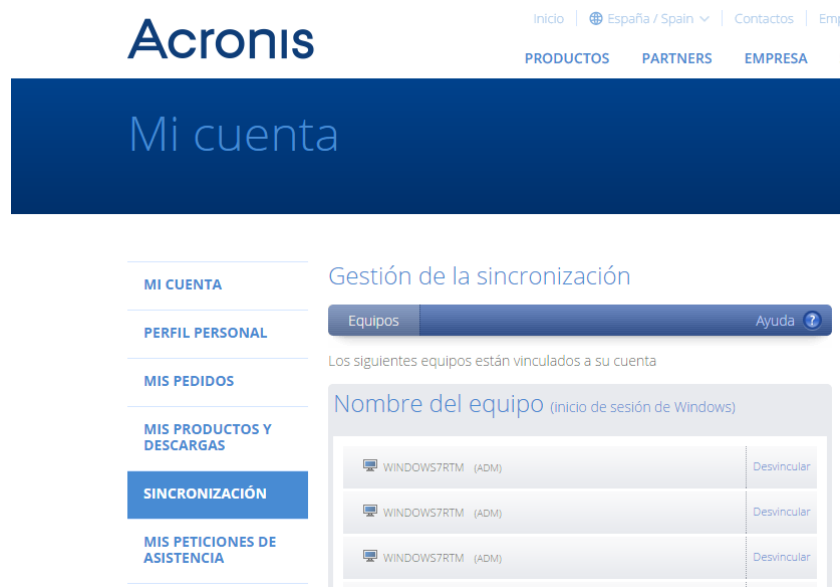 Acronis
Inicio
España / Spain
Contactos
PRODUCTOS
PARTNERS
EMPRESA
Mi cuenta
MI CUENTA
PERFIL PERSONAL
MIS PEDIDOS
MIS PRODUCTOS Y
DESCARGAS
SINCRONIZACIÓN
MIS PETICIONES DE
ASISTENCIA
Gestión de la sincronización
Equipos
Ayuda ?
Los siguientes equipos están vinculados a su cuenta
Nombre del equipo (inicio de sesión de Windows)
WINDOWS7RTM (ADM) Desvincular
WINDOWS7RTM (ADM) Desvincular
WINDOWS7RTM (ADM) Desvincular